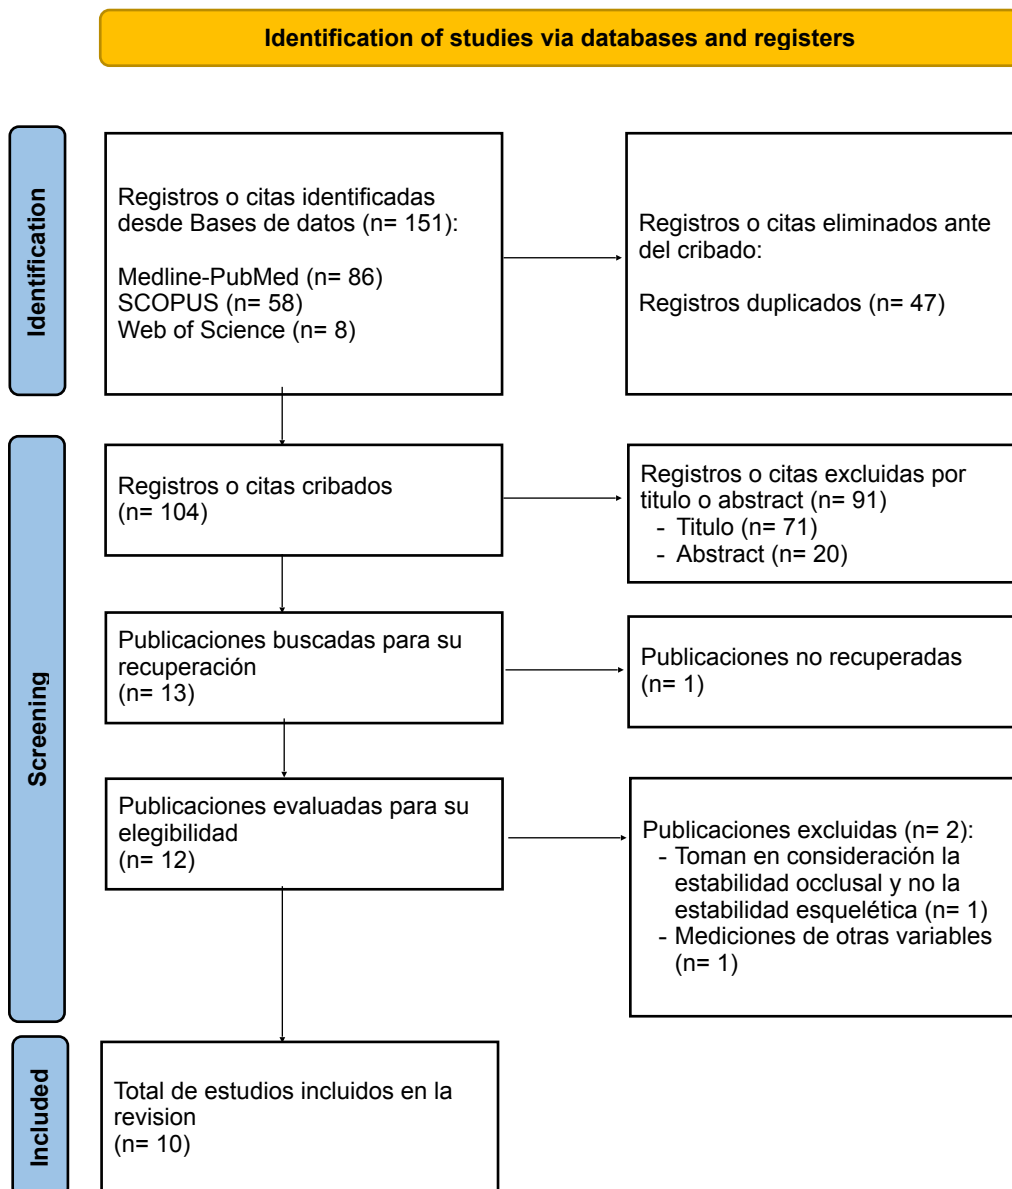 Identification of studies via databases and registers
Identification
Registros o citas identificadas
desde Bases de datos (n= 151):
Medline-PubMed (n= 86)
SCOPUS (n= 58)
Web of Science (n= 8)
Registros o citas eliminados ante
del cribado:
Registros duplicados (n= 47)
Screening
Registros o citas cribados
(n= 104)
Registros o citas excluidas por
titulo o abstract (n= 91)
- Titulo (n= 71)
- Abstract (n= 20)
Publicaciones buscadas para su
recuperación
(n= 13)
Publicaciones no recuperadas
(n= 1)
Publicaciones evaluadas para su
elegibilidad
(n= 12)
Publicaciones excluidas (n= 2):
- Toman en consideración la
estabilidad occlusal y no la
estabilidad esquelética (n= 1)
- Mediciones de otras variables
(n= 1)
Included
Total de estudios incluidos en la
revision
(n= 10)